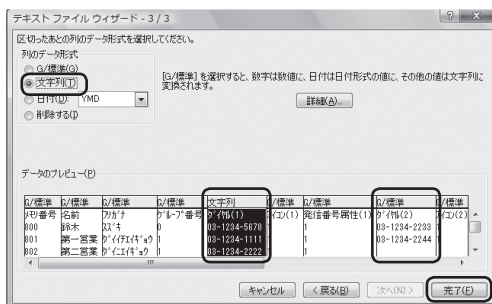 テキスト ファイル ウィザード - 3 / 3
区切ったあとの列のデータ形式を選択してください。
列のデータ形式
G/標準(G)
文字列(T)
日付(D): YMD
削除する(I)
[G/標準] を選択すると、数字は数値に、日付は日付形式の値に、その他の値は文字列に
変換されます。
詳細(A)...
データのプレビュー(P)
G/標準 G/標準 G/標準 G/標準 文字列 G/標準 G/標準 G/標準 G/標準
ﾒﾓﾘ番号 名前 ﾌﾘｶﾞﾅ ｸﾞﾙｰﾌﾟ番号 ﾀﾞｲﾔﾙ(1) ｱｲｺﾝ(1) 発信番号属性(1) ﾀﾞｲﾔﾙ(2) ｱｲｺﾝ(2)
000 鈴木 ｽｽﾞｷ 0 03-1234-5678 1 1 03-1234-2233
001 第一営業 ﾀﾞｲｲﾁｴｲｷﾞｮｳ 1 03-1234-1111 1 1 03-1234-2244
002 第二営業 ﾀﾞｲﾆｴｲｷﾞｮｳ 1 03-1234-2222 1 1
キャンセル
< 戻る(B)
次へ(N) >
完了(F)